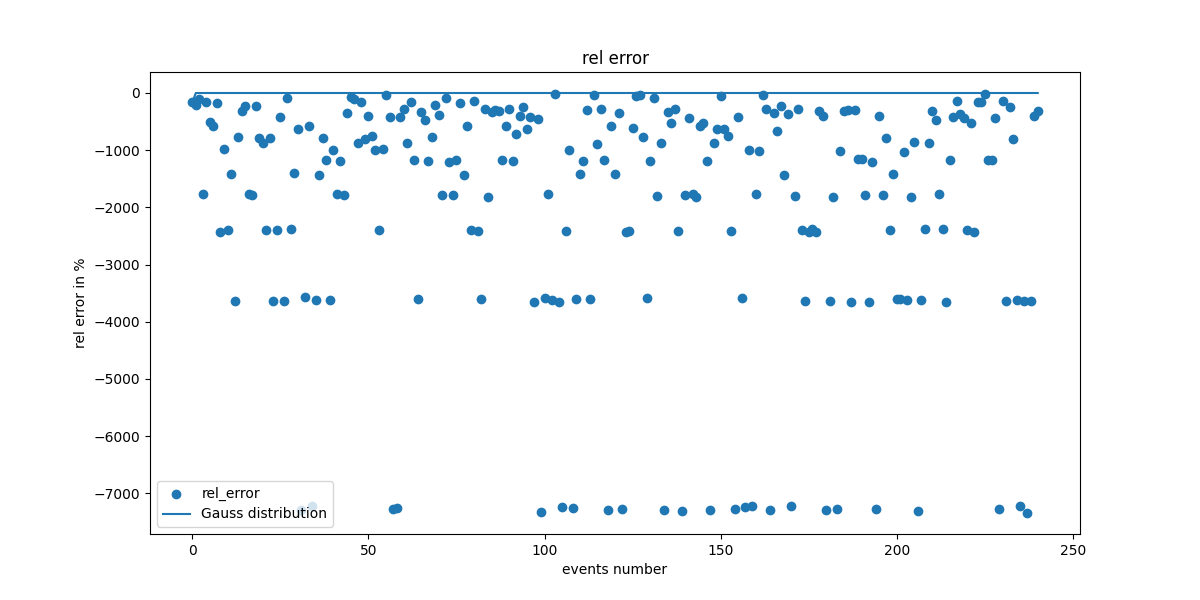 rel error
0
−1000
−2000
−3000
−4000
−5000
−6000
−7000
rel error in %
rel_error
Gauss distribution
0 50 100 150 200 250
events number